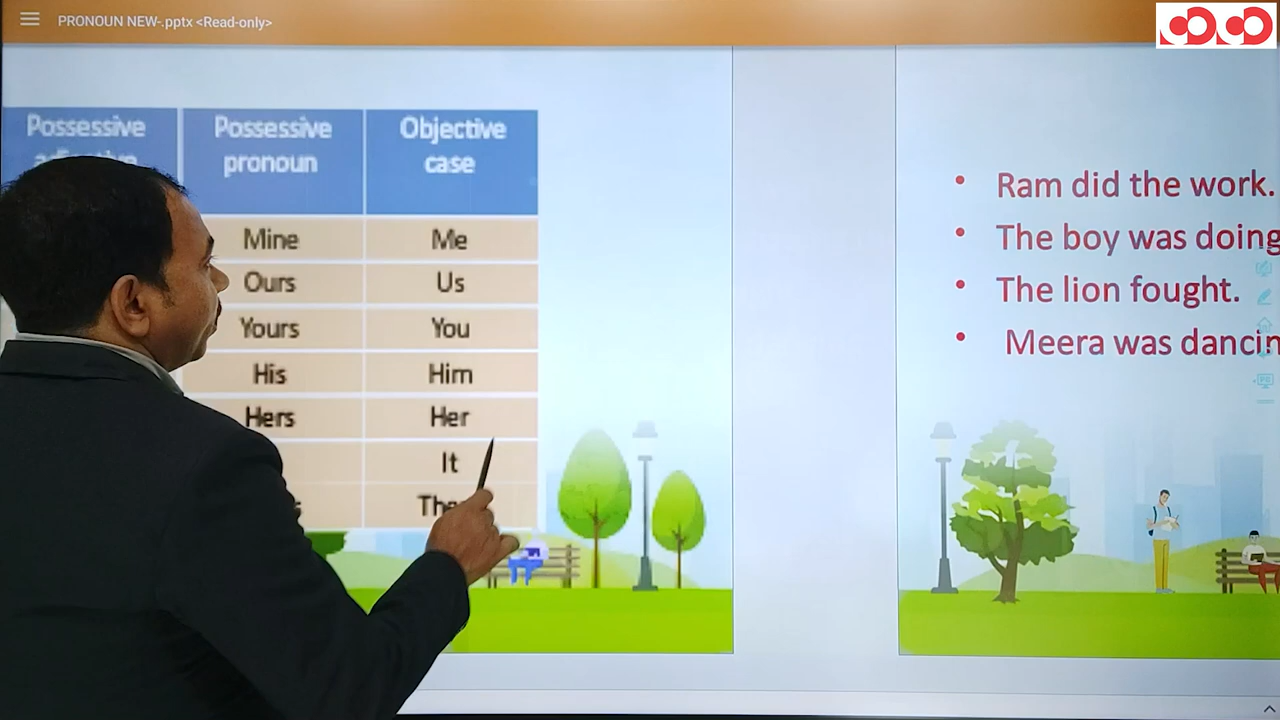 PRONOUN NEW-.pptx <Read-only>
Possessive
Possessive
pronoun
Objective
case
Mine
Me
Ours
Us
Yours
You
His
Him
Hers
Her
It
• Ram did the work.
• The boy was doing
• The lion fought.
• Meera was dancin